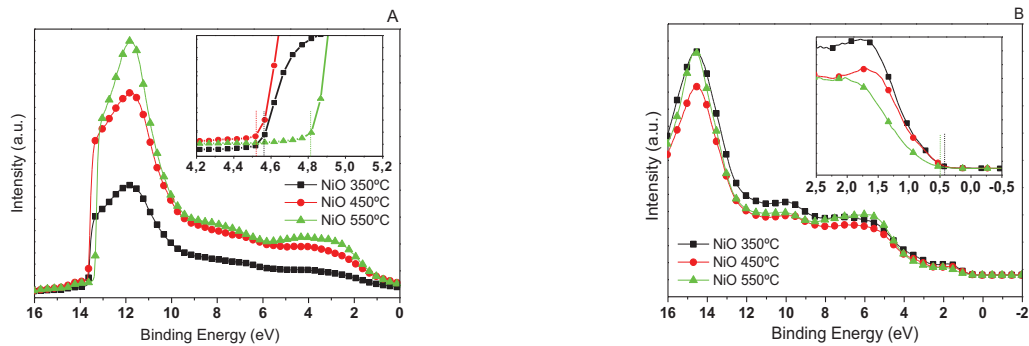 A
Intensity (a.u.)
4,2 4,4 4,6 4,8 5,0 5,2
NiO 350ºC
NiO 450ºC
NiO 550ºC
16 14 12 10 8 6 4 2 0
Binding Energy (eV)
B
Intensity (a.u.)
2,5 2,0 1,5 1,0 0,5 0,0 -0,5
NiO 350ºC
NiO 450ºC
NiO 550ºC
16 14 12 10 8 6 4 2 0 -2
Binding Energy (eV)